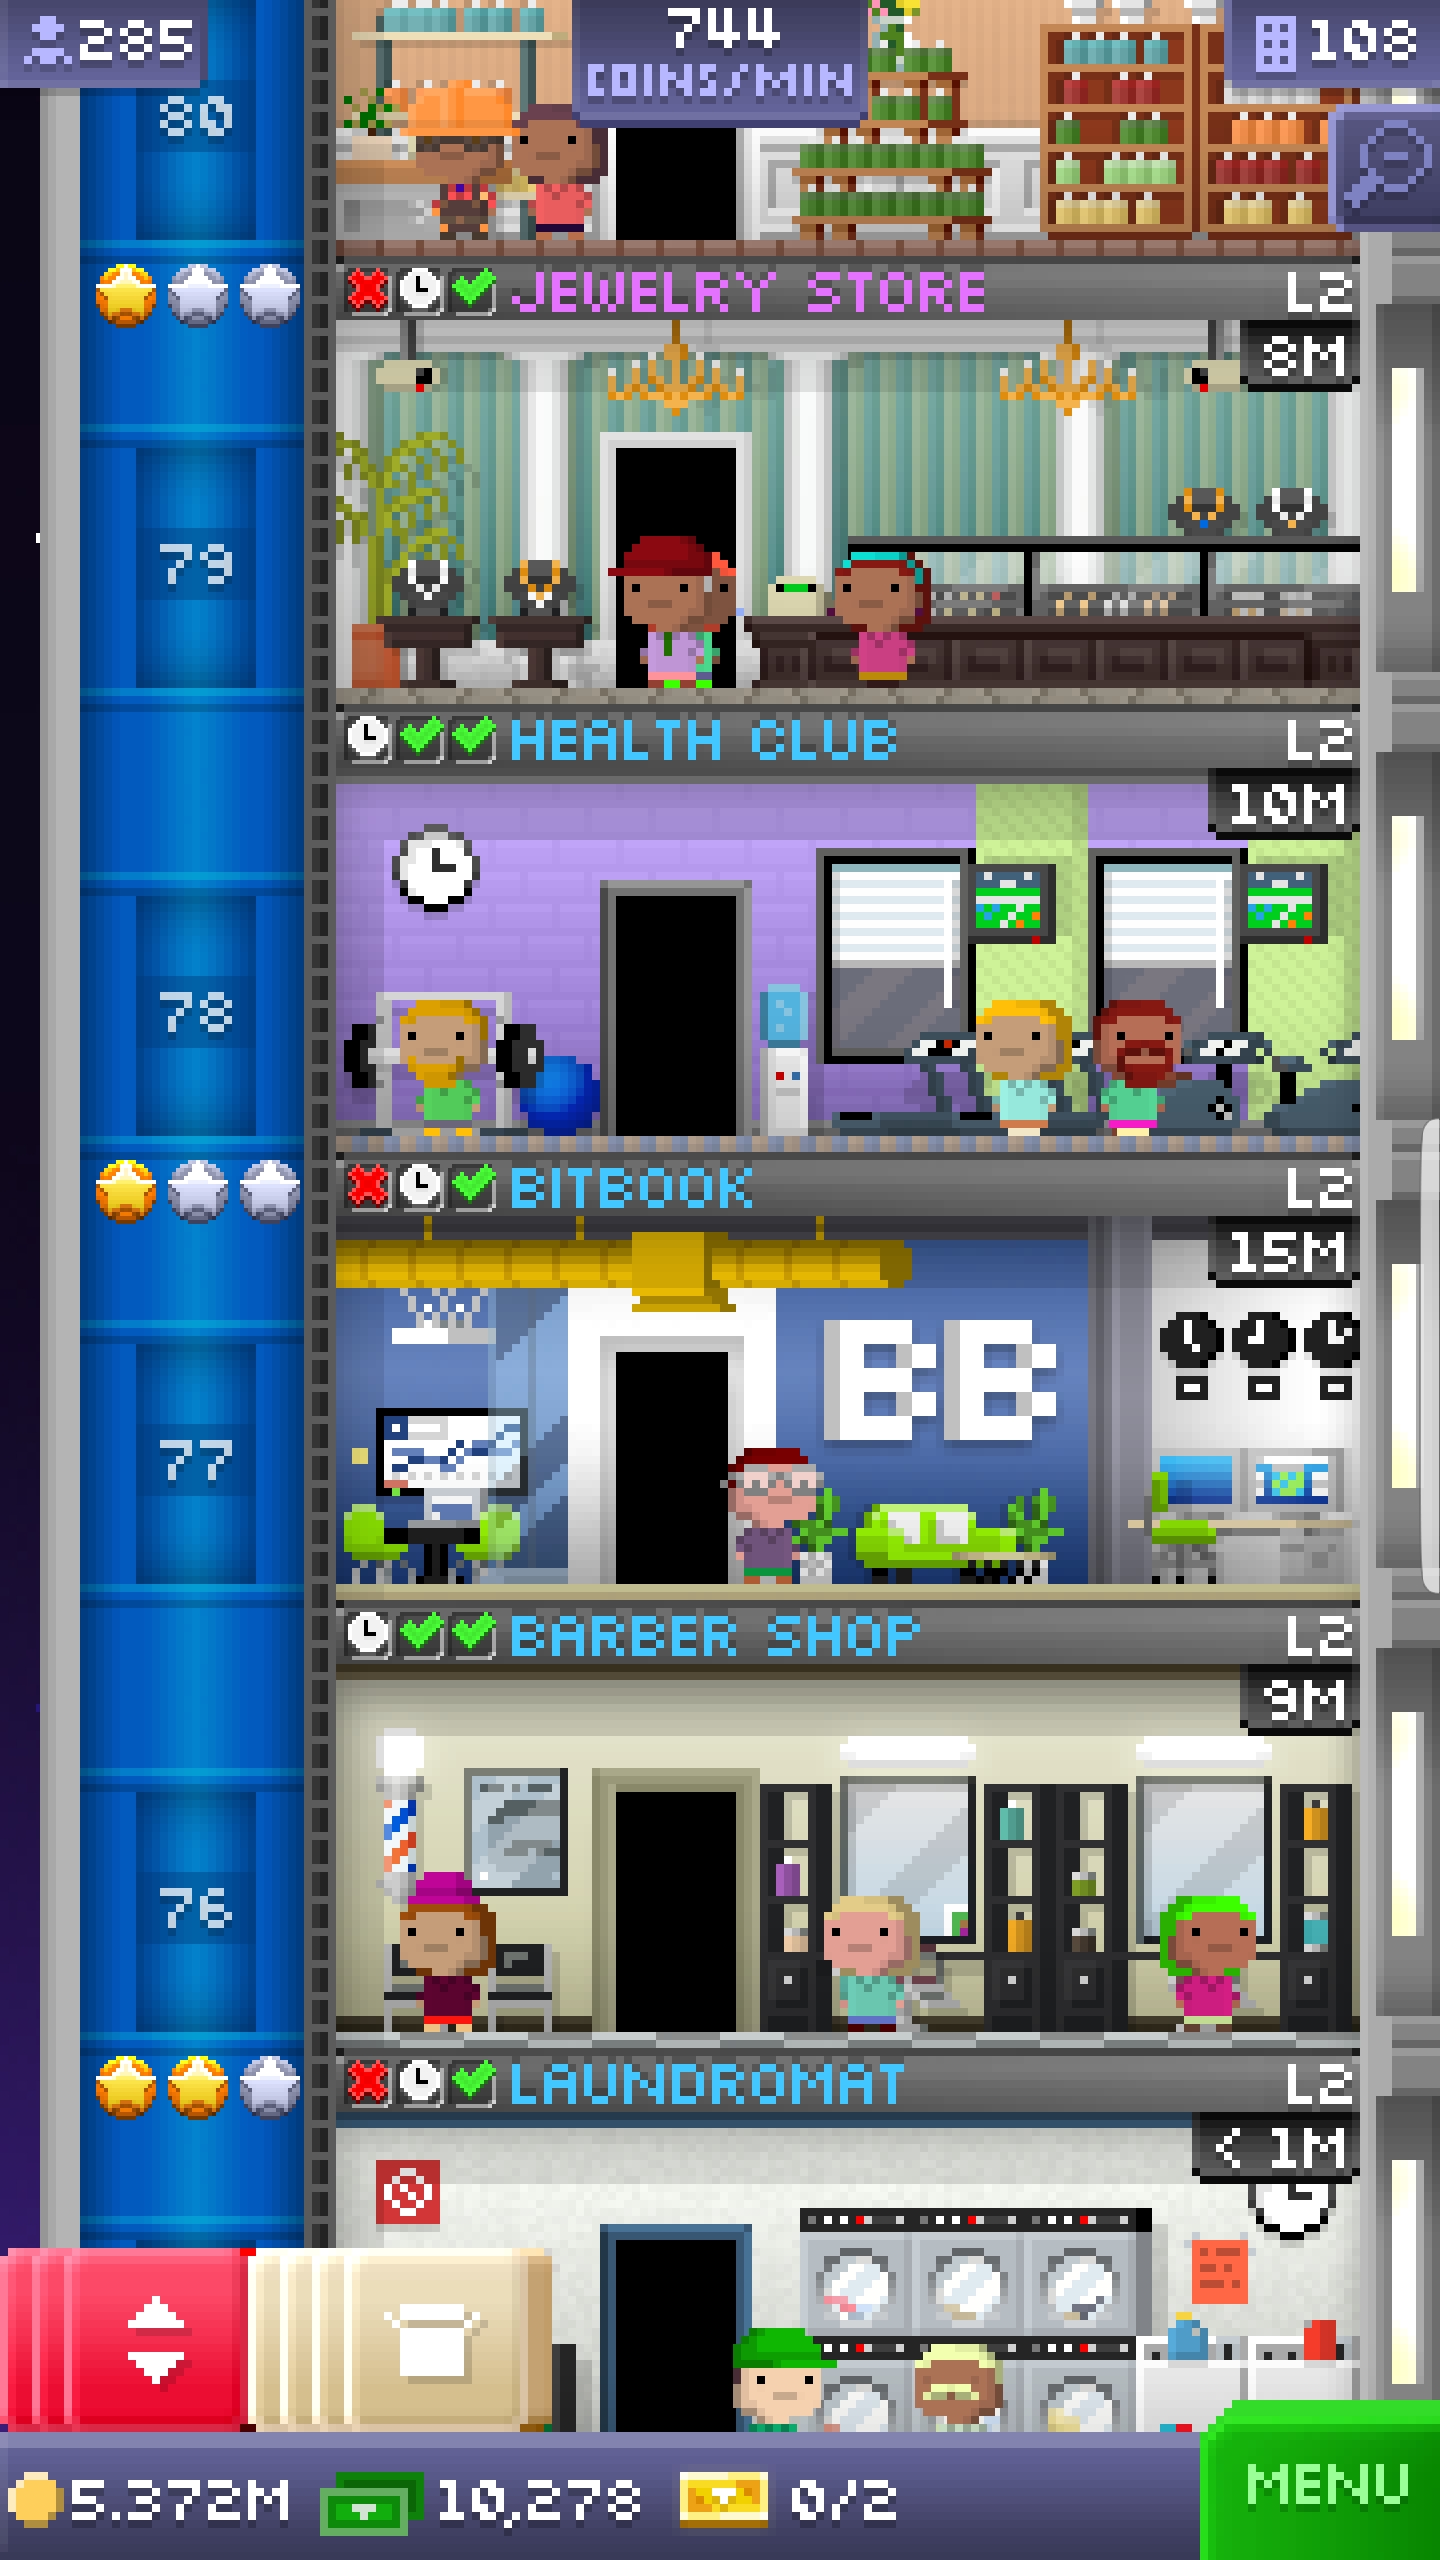 285
744
COINS/MIN
108
80
JEWELRY STORE
L2
8M
79
HEALTH CLUB
L2
10M
78
BITBOOK
L2
15M
BB
77
BARBER SHOP
L2
9M
76
LAUNDROMAT
L2
< 1M
5.372M
10,278
0/2
MENU